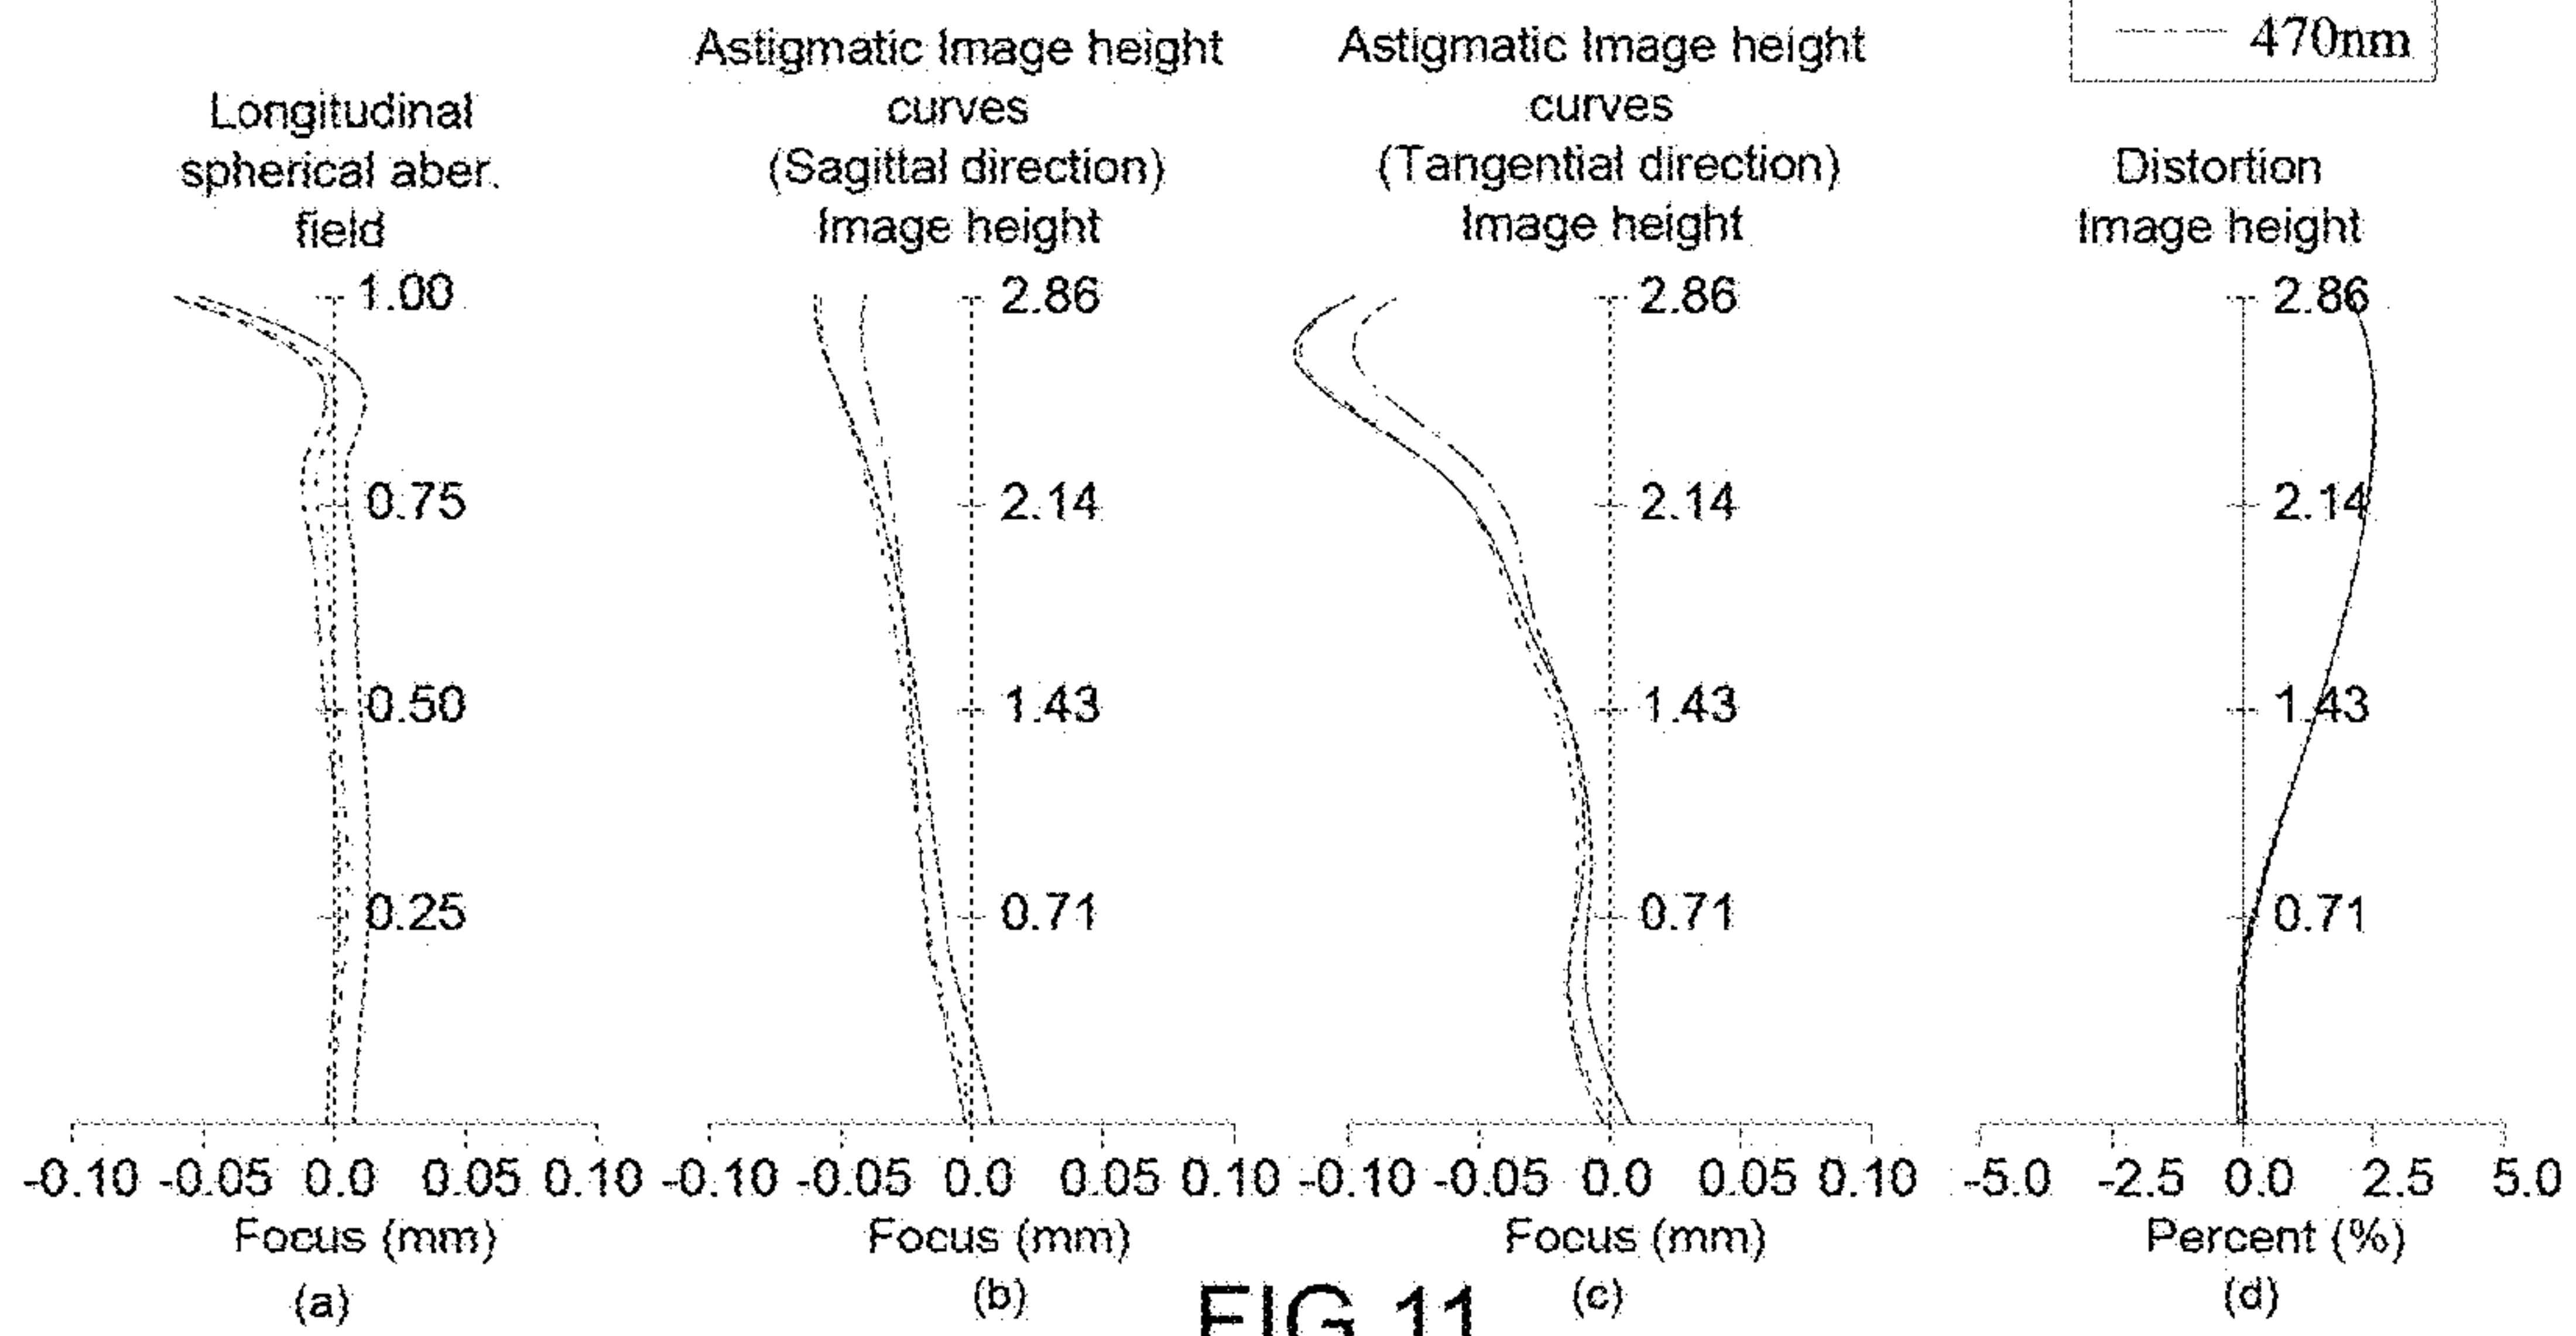 470nm
Longitudinal
spherical aber.
field
1.00
0.75
0.50
0.25
-0.10 -0.05 0.0 0.05 0.10
Focus (mm)
(a)
Astigmatic Image height
curves
(Sagittal direction)
Image height
2.86
2.14
1.43
0.71
-0.10 -0.05 0.0 0.05 0.10
Focus (mm)
(b)
Astigmatic Image height
curves
(Tangential direction)
Image height
2.86
2.14
1.43
0.71
-0.10 -0.05 0.0 0.05 0.10
Focus (mm)
(c)
Distortion
Image height
2.86
2.14
1.43
0.71
-5.0 -2.5 0.0 2.5 5.0
Percent (%)
(d)
FIG.11